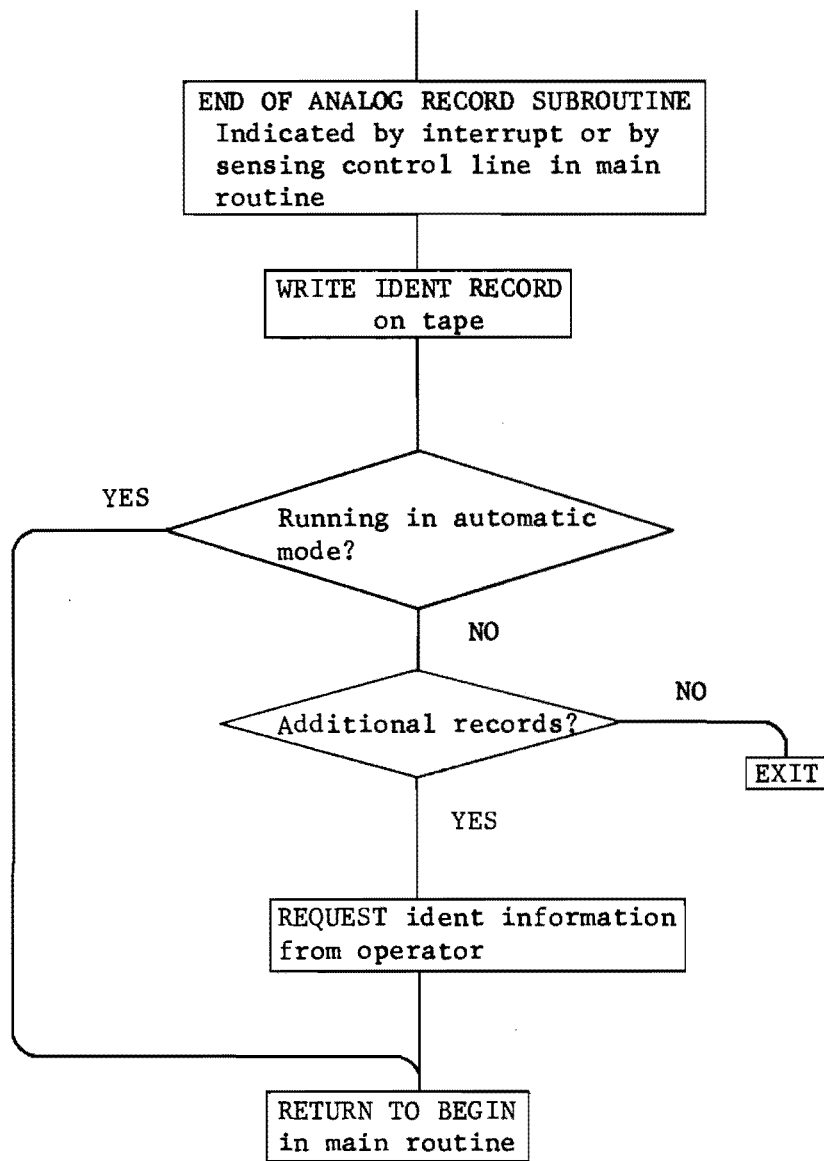 END OF ANALOG RECORD SUBROUTINE
Indicated by interrupt or by
sensing control line in main
routine
WRITE IDENT RECORD
on tape
YES
Running in automatic
mode?
NO
Additional records?
NO
EXIT
YES
REQUEST ident information
from operator
RETURN TO BEGIN
in main routine